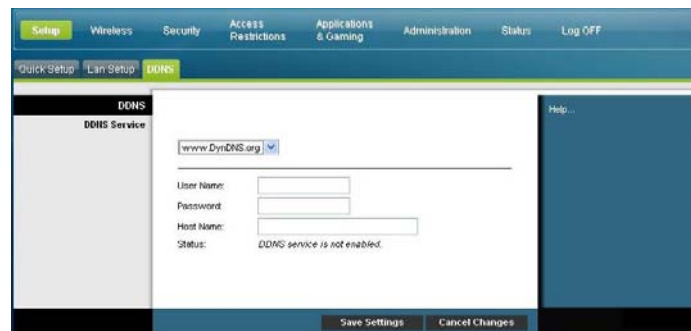 Setup Wireless Security Access Restrictions Applications & Gaming Administration Status Log OFF
Quick Setup Lan Setup DDNS
DDNS
DDNS Service
Help...
www.DynDNS.org
User Name:
Password:
Host Name:
Status: DDNS service is not enabled.
Save Settings Cancel Changes